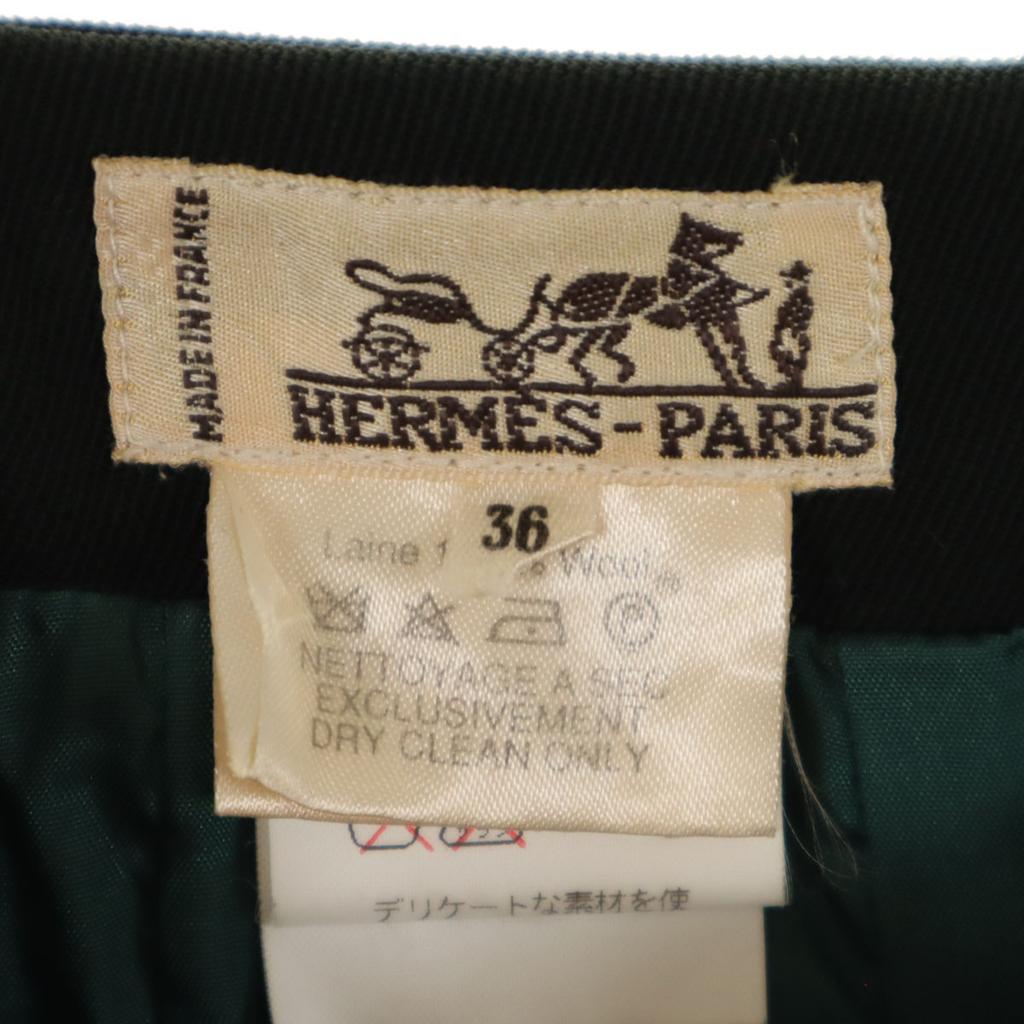 MADE IN FRANCE
HERMES-PARIS
36
Laine 1 % Wool
NETTOYAGE A SEC
EXCLUSIVEMENT
DRY CLEAN ONLY
デリケートな素材を使